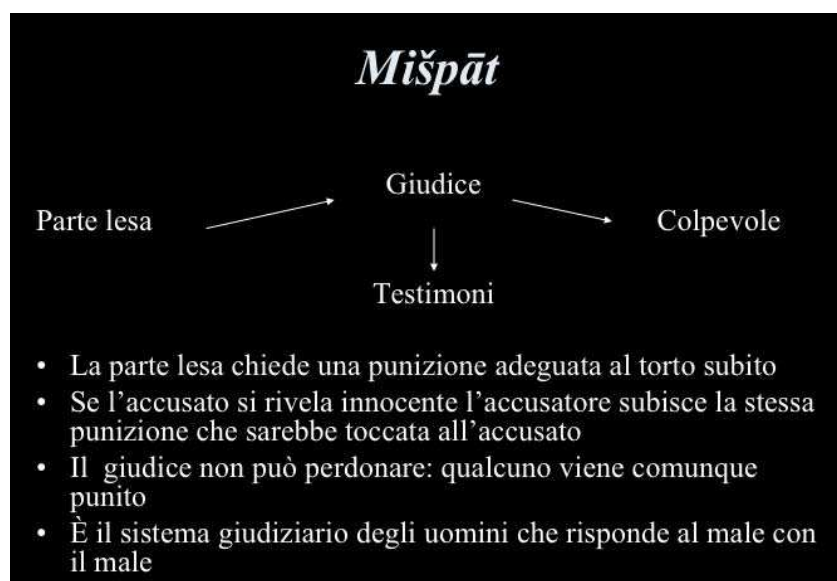 Mišpāt
Giudice
Parte lesa
Colpevole
Testimoni
• La parte lesa chiede una punizione adeguata al torto subito
• Se l’accusato si rivela innocente l’accusatore subisce la stessa
punizione che sarebbe toccata all’accusato
• Il giudice non può perdonare: qualcuno viene comunque
punito
• È il sistema giudiziario degli uomini che risponde al male con
il male